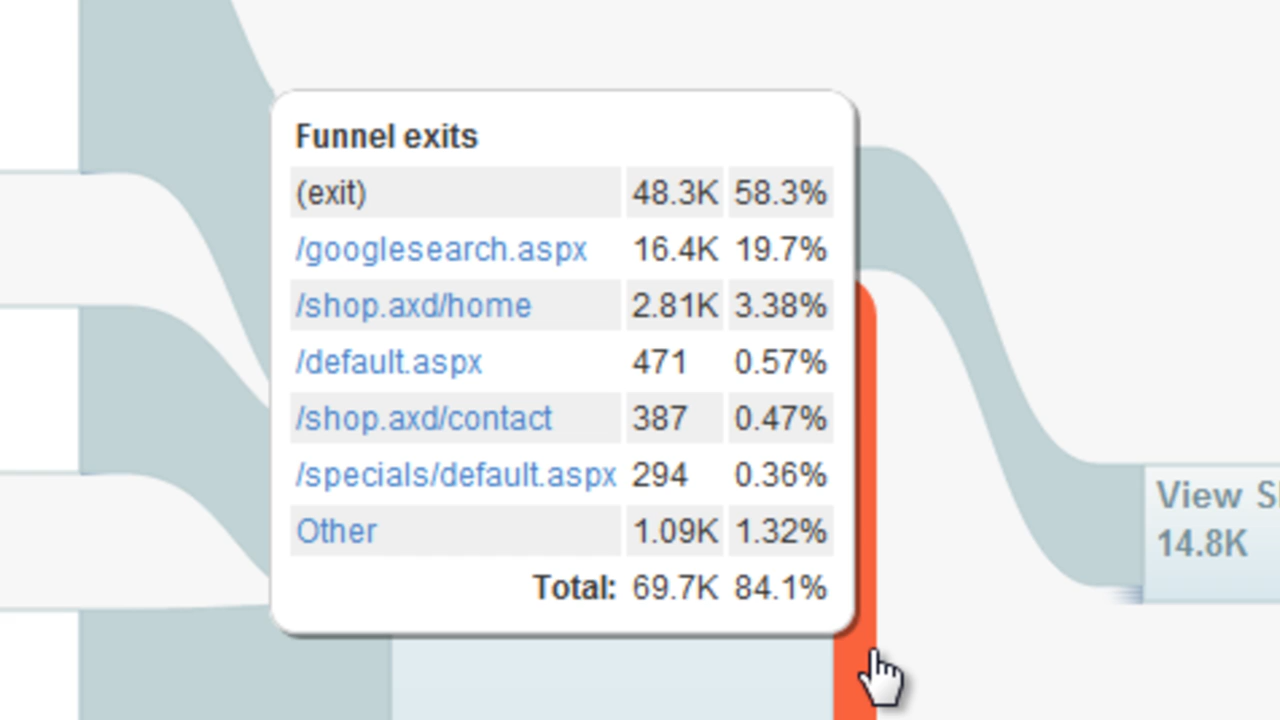 Funnel exits
(exit) 48.3K 58.3%
/googlesearch.aspx 16.4K 19.7%
/shop.axd/home 2.81K 3.38%
/default.aspx 471 0.57%
/shop.axd/contact 387 0.47%
/specials/default.aspx 294 0.36%
Other 1.09K 1.32%
Total: 69.7K 84.1%
View
14.8K